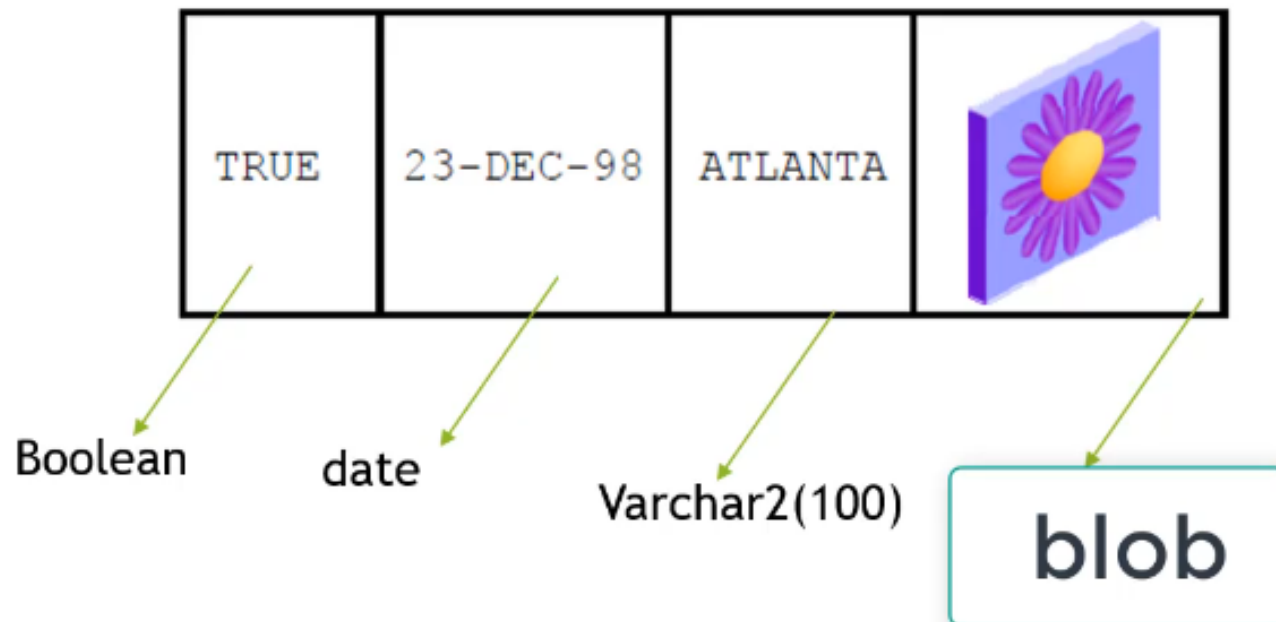 TRUE 23-DEC-98 ATLANTA
Boolean
date
Varchar2(100)
blob